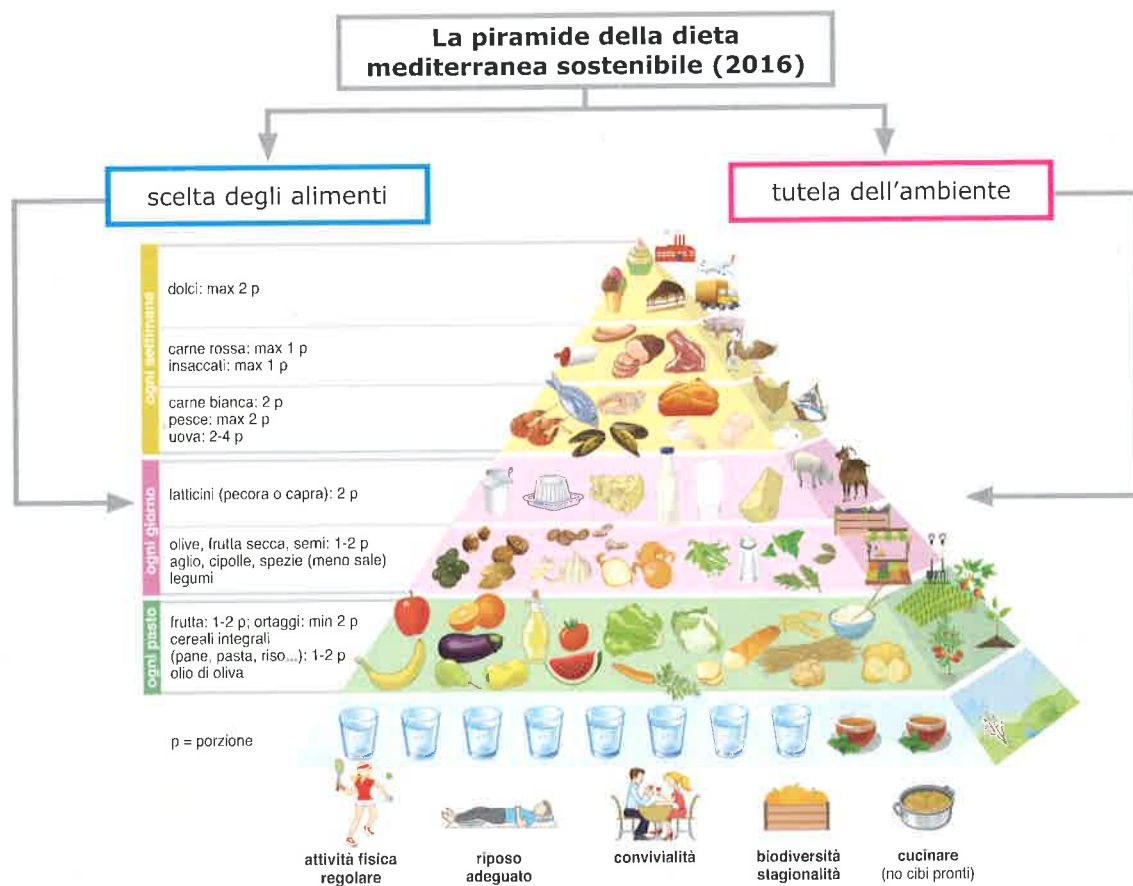 La piramide della dieta
mediterranea sostenibile (2016)
scelta degli alimenti
tutela dell'ambiente
ogni settimana
dolci: max 2 p
carne rossa: max 1 p
insaccati: max 1 p
carne bianca: 2 p
pesce: max 2 p
uova: 2-4 p
ogni giorno
latticini (pecora o capra): 2 p
olive, frutta secca, semi: 1-2 p
aglio, cipolle, spezie (meno sale)
legumi
ogni pasto
frutta: 1-2 p; ortaggi: min 2 p
cereali integrali
(pane, pasta, riso...): 1-2 p
olio di oliva
p = porzione
attività fisica
regolare
riposo
adeguato
convivialità
biodiversità
stagionalità
cucinare
(no cibi pronti)